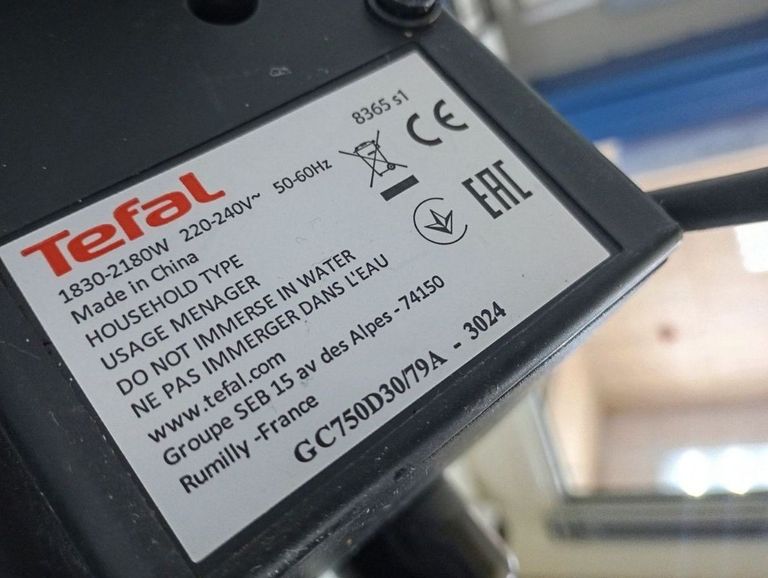 8365 s1
CE
EAC
Tefal
1830-2180W 220-240V~ 50-60Hz
Made in China
HOUSEHOLD TYPE
USAGE MENAGER
DO NOT IMMERSE IN WATER
NE PAS IMMERGER DANS L'EAU
www.tefal.com
Groupe SEB 15 av des Alpes - 74150
Rumilly -France
GC750D30/79A - 3024